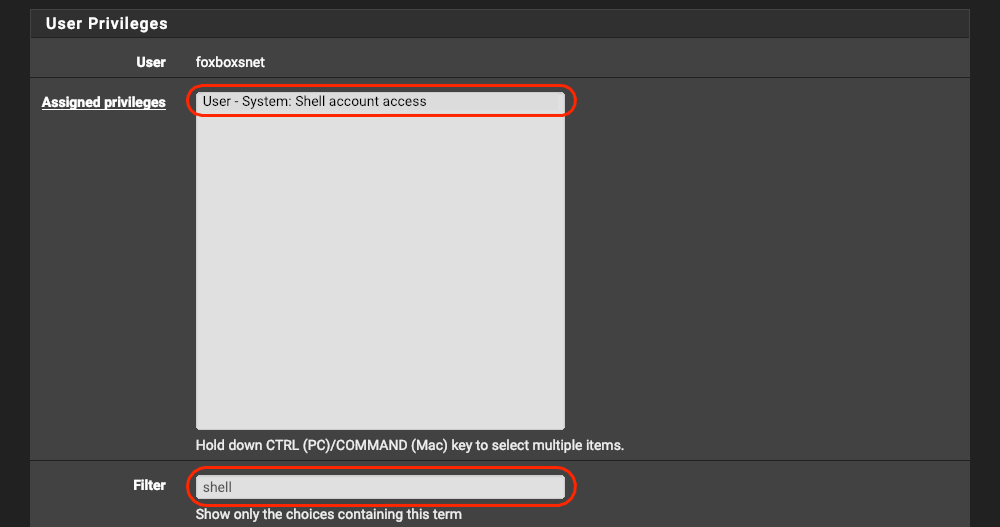 User Privileges
User foxboxsnet
Assigned privileges User - System: Shell account access
Hold down CTRL (PC)/COMMAND (Mac) key to select multiple items.
Filter shell
Show only the choices containing this term